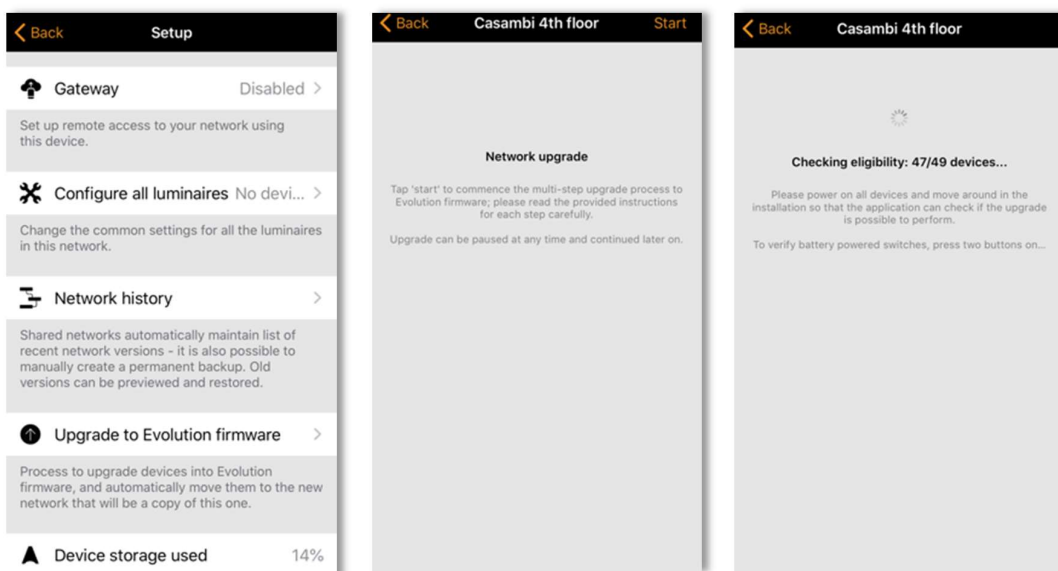 Back
Setup
Gateway
Disabled
Set up remote access to your network using
this device.
Configure all luminaires
No devi...
Change the common settings for all the luminaires
in this network.
Network history
Shared networks automatically maintain list of
recent network versions - it is also possible to
manually create a permanent backup. Old
versions can be previewed and restored.
Upgrade to Evolution firmware
Process to upgrade devices into Evolution
firmware, and automatically move them to the new
network that will be a copy of this one.
Device storage used
14%
Back
Casambi 4th floor
Start
Network upgrade
Tap 'start' to commence the multi-step upgrade process to
Evolution firmware; please read the provided instructions
for each step carefully.
Upgrade can be paused at any time and continued later on.
Back
Casambi 4th floor
Checking eligibility: 47/49 devices...
Please power on all devices and move around in the
installation so that the application can check if the upgrade
is possible to perform.
To verify battery powered switches, press two buttons on...